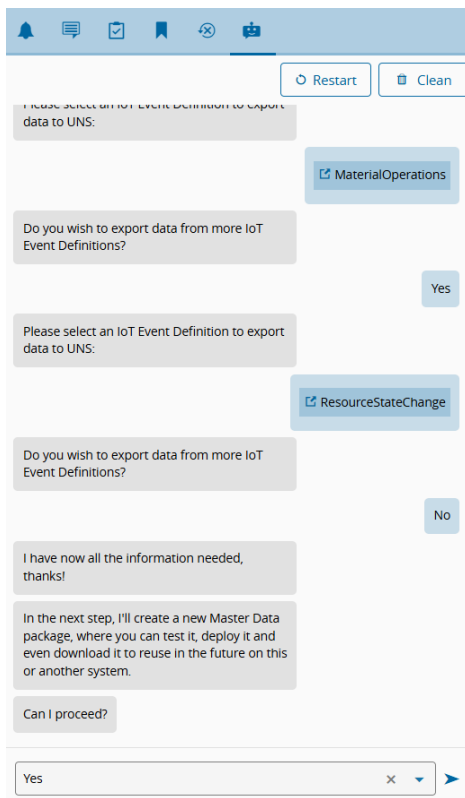 Restart
Clean
Please select an IoT Event Definition to export
data to UNS:
MaterialOperations
Do you wish to export data from more IoT
Event Definitions?
Yes
Please select an IoT Event Definition to export
data to UNS:
ResourceStateChange
Do you wish to export data from more IoT
Event Definitions?
No
I have now all the information needed,
thanks!
In the next step, I'll create a new Master Data
package, where you can test it, deploy it and
even download it to reuse in the future on this
or another system.
Can I proceed?
Yes